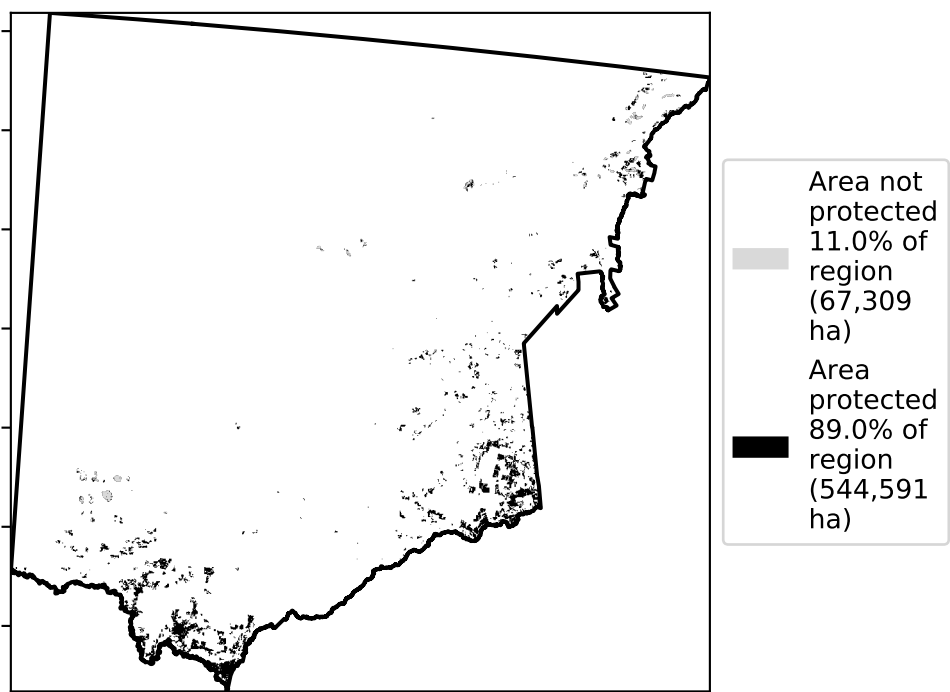 Area not
protected
11.0% of
region
(67,309
ha)
Area
protected
89.0% of
region
(544,591
ha)